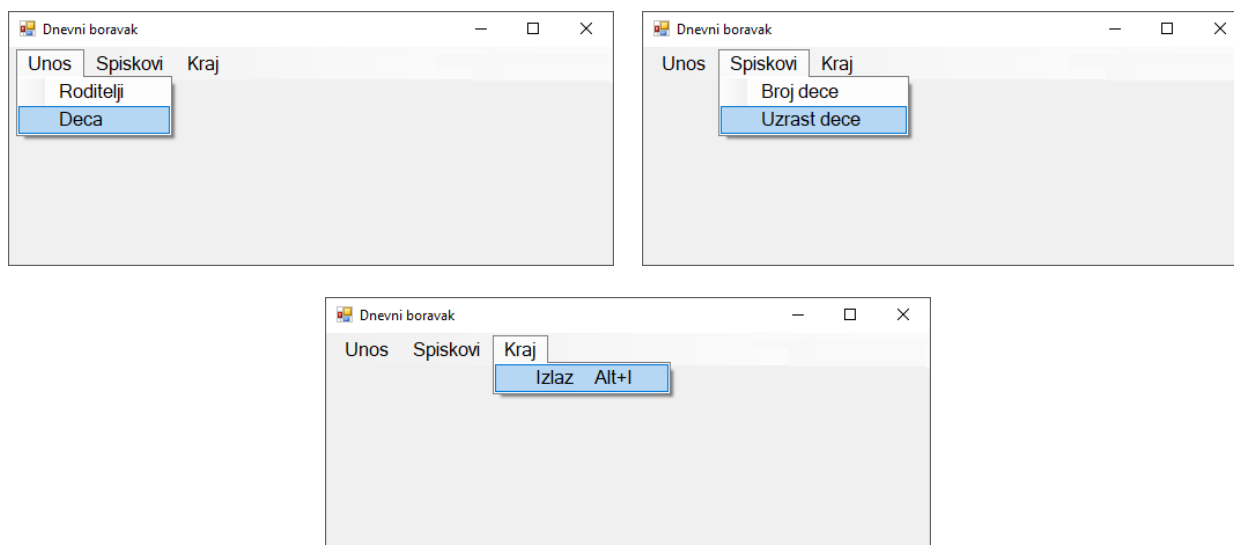 Dnevni boravak
Unos Spiskovi Kraj
Roditelji
Deca
Dnevni boravak
Unos Spiskovi Kraj
Broj dece
Uzrast dece
Dnevni boravak
Unos Spiskovi Kraj
Izlaz Alt+I